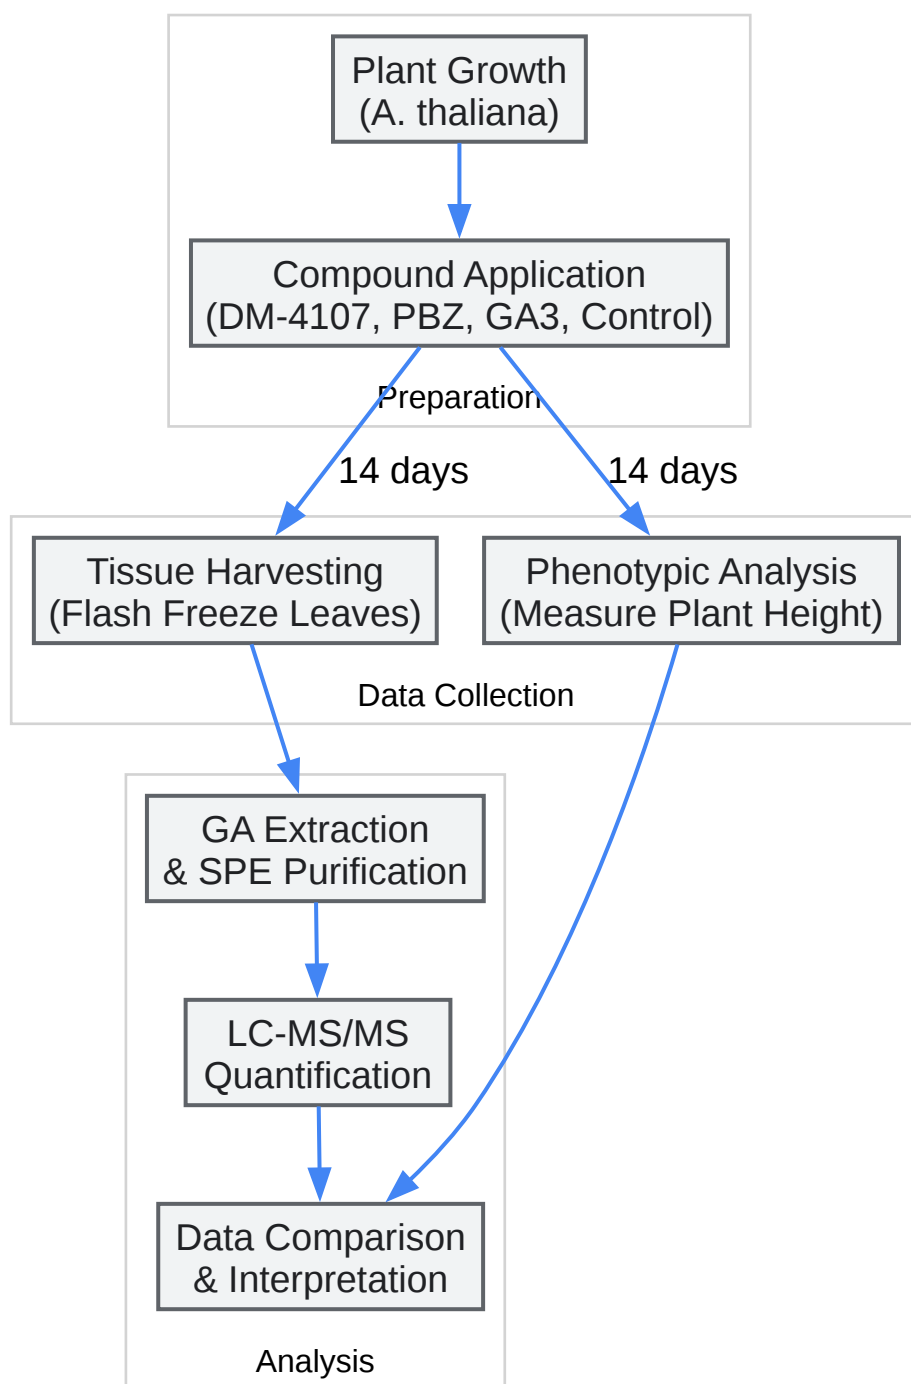 Plant Growth
(A. thaliana)
Compound Application
(DM-4107, PBZ, GA3, Control)
Preparation
14 days
14 days
Tissue Harvesting
(Flash Freeze Leaves)
Phenotypic Analysis
(Measure Plant Height)
Data Collection
GA Extraction
& SPE Purification
LC-MS/MS
Quantification
Data Comparison
& Interpretation
Analysis